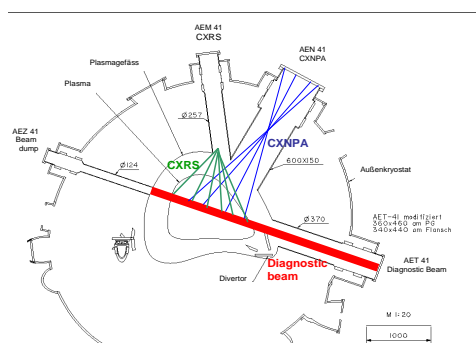 AEM 41
CXRS
AEN 41
CXNPA
Plasmagefäss
Plasma
Ø257
AEZ 41
Beam
dump
Ø124
CXRS
CXNPA
600X150
Außenkryostat
Ø370
AET-41 modifiziert
360x460 am PG
340x440 am Flansch
Diagnostic
beam
Divertor
AET 41
Diagnostic Beam
M 1:20
1000